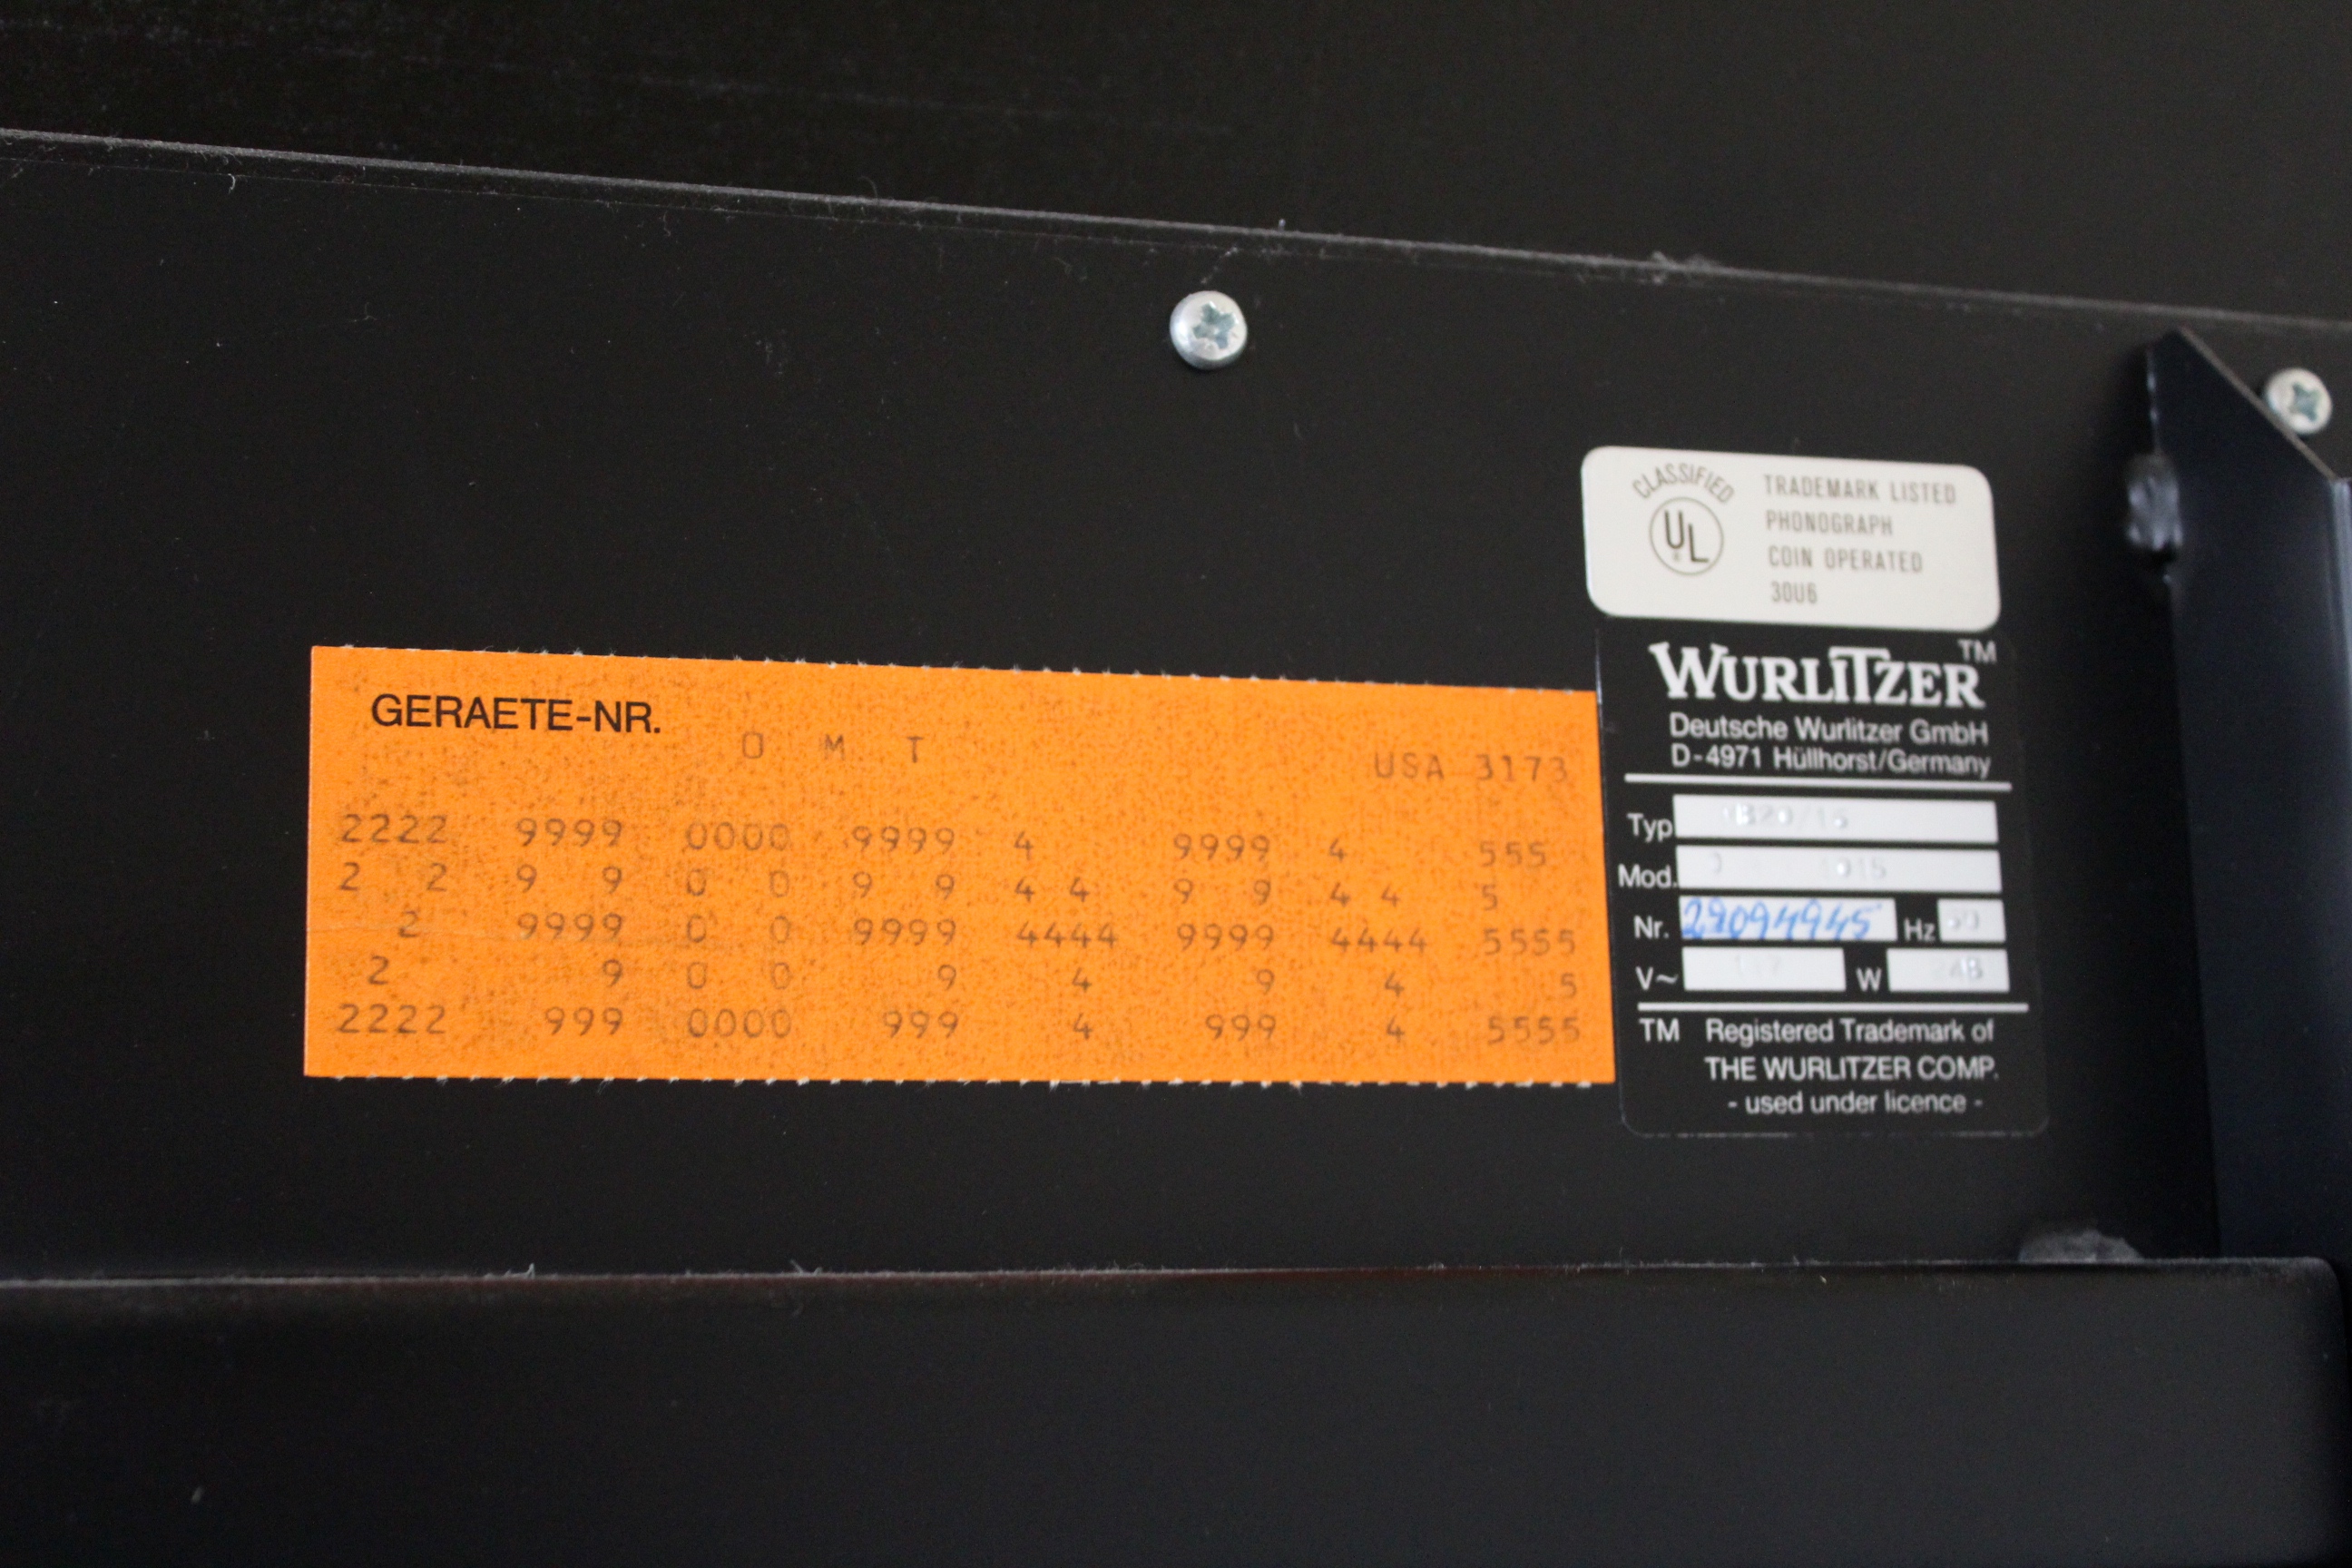 GERAETE-NR.
O M T
USA 3173
2222 9999 0000 9999 4 9999 4 555
2 2 9 9 0 0 9 9 4 4 9 9 4 4 5
2 9999 0 0 9999 4444 9999 4444 5555
2 9 0 0 9 4 9 4 5
2222 999 0000 999 4 999 4 5555
CLASSIFIED
UL
®
TRADEMARK LISTED
PHONOGRAPH
COIN OPERATED
30U6
WURLITZER™
Deutsche Wurlitzer GmbH
D-4971 Hüllhorst/Germany
Typ
Mod.
Nr. 29094945 Hz
V~ W
TM Registered Trademark of
THE WURLITZER COMP.
- used under licence -